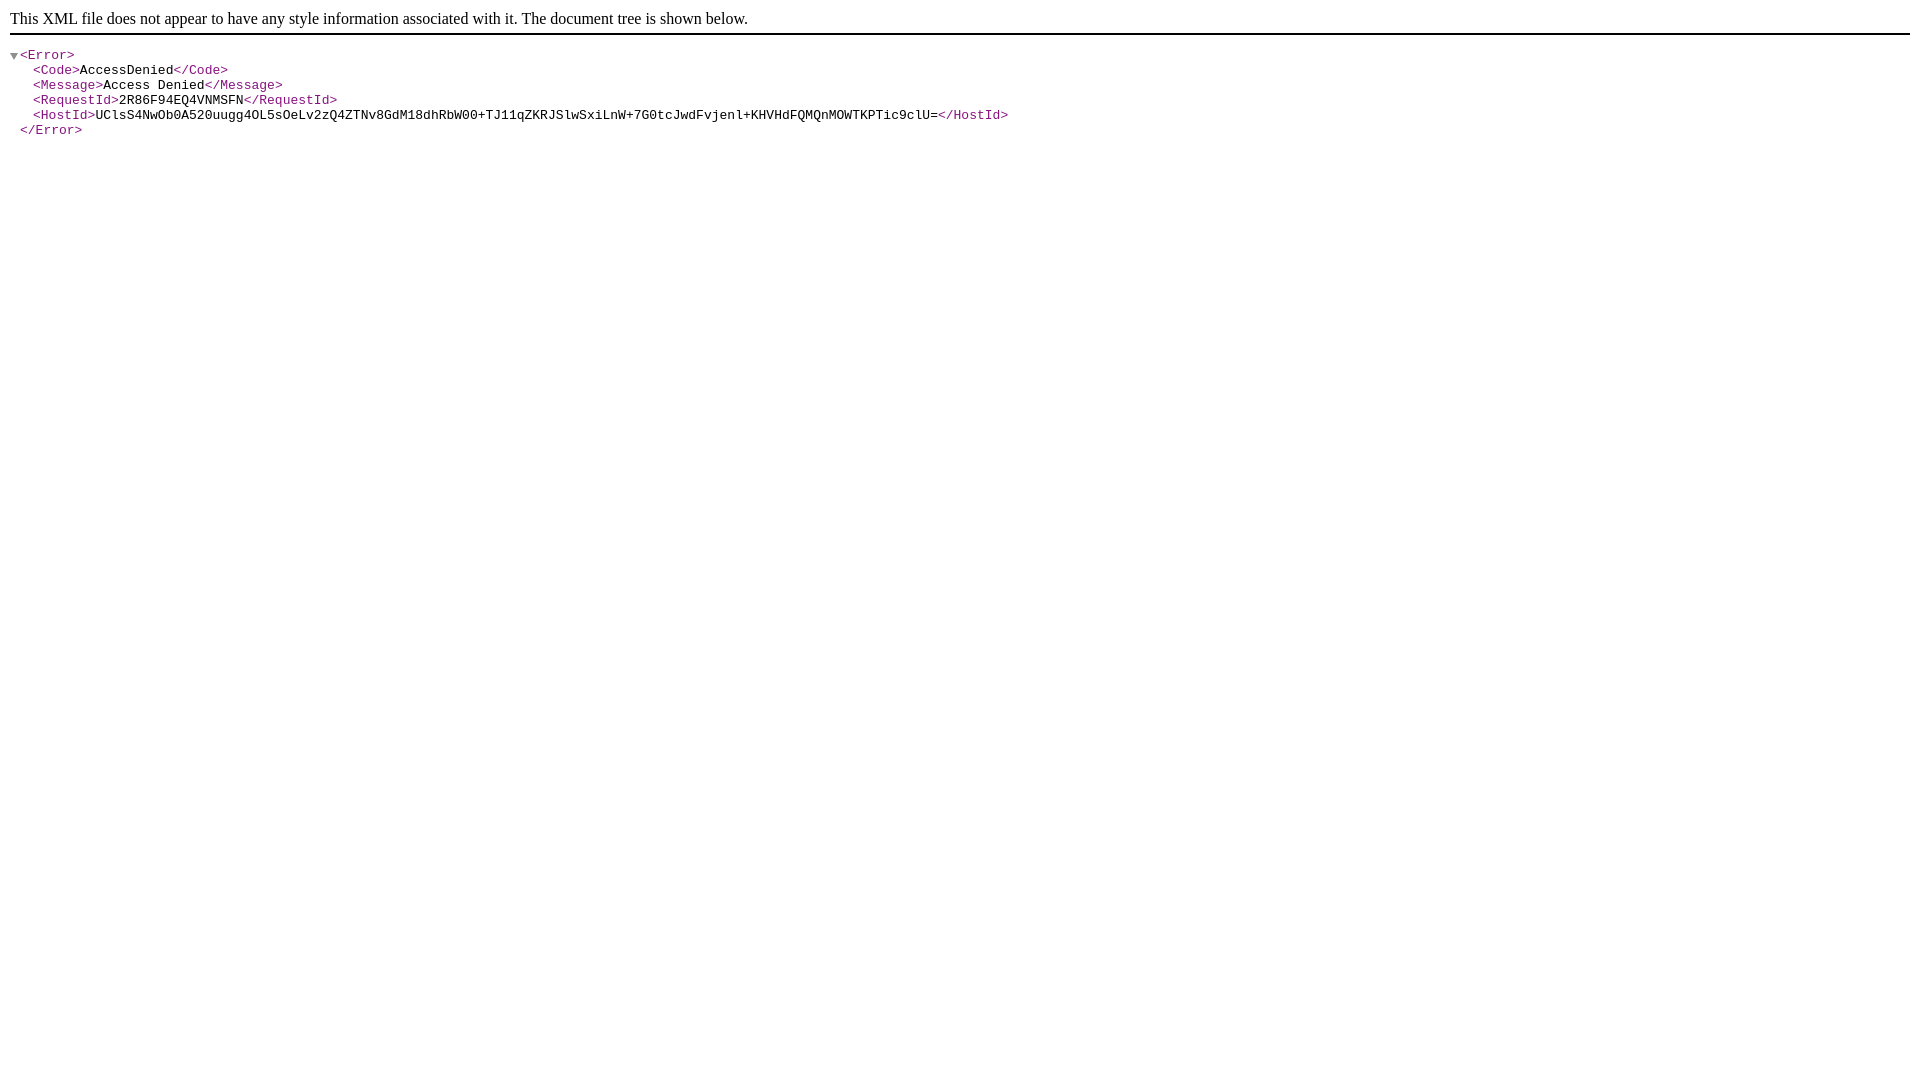 This XML file does not appear to have any style information associated with it. The document tree is shown below.
<Error>
<Code>AccessDenied</Code>
<Message>Access Denied</Message>
<RequestId>2R86F94EQ4VNMSFN</RequestId>
<HostId>UClsS4NwOb0A520uugg4OL5sOeLv2zQ4ZTNv8GdM18dhRbW00+TJ11qZKRJSlwSxiLnW+7G0tcJwdFvjenl+KHVHdFQMQnMOWTKPTic9clU=</HostId>
</Error>